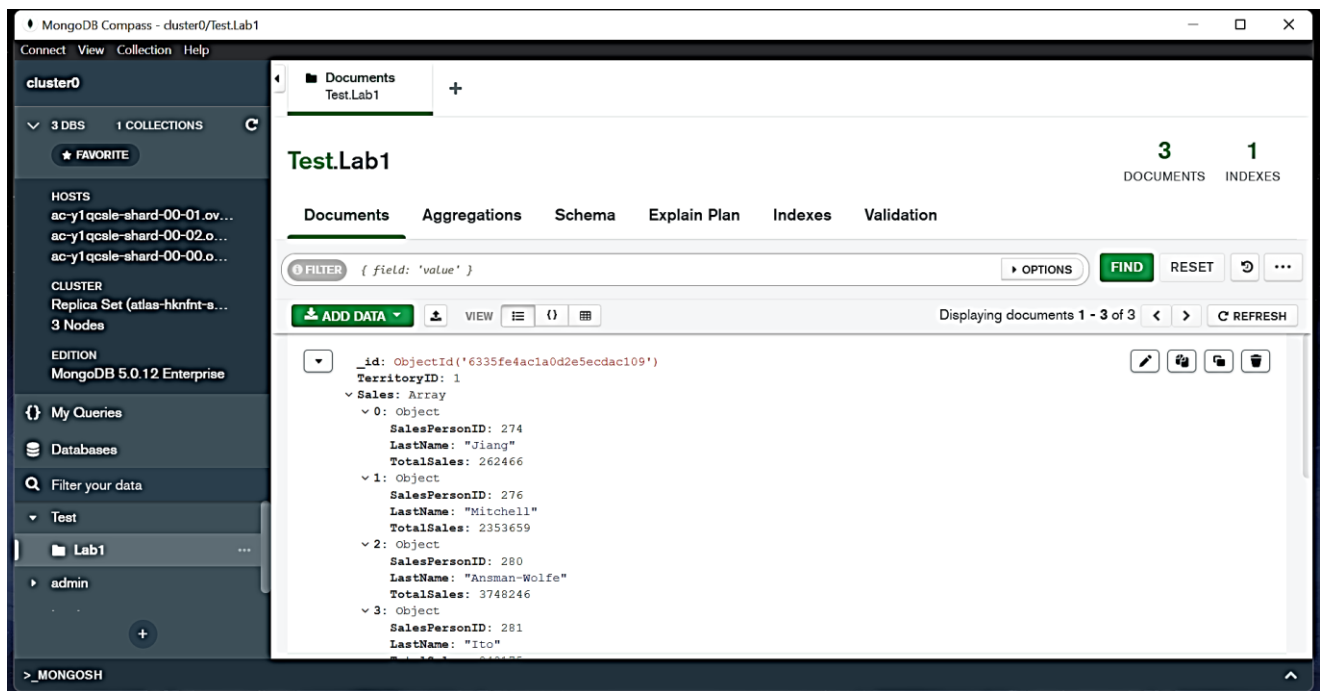 MongoDB Compass - cluster0/Test.Lab1
Connect View Collection Help
cluster0
3 DBS 1 COLLECTIONS
★ FAVORITE
HOSTS
ac-y1qcsle-shard-00-01.ov...
ac-y1qcsle-shard-00-02.o...
ac-y1qcsle-shard-00-00.o...
CLUSTER
Replica Set (atlas-hknfnt-s...
3 Nodes
EDITION
MongoDB 5.0.12 Enterprise
{} My Queries
Databases
Filter your data
Test
Lab1 ...
admin
+
>_MONGOSH
Documents
Test.Lab1
+
Test.Lab1
3
DOCUMENTS
1
INDEXES
Documents Aggregations Schema Explain Plan Indexes Validation
FILTER { field: 'value' } OPTIONS FIND RESET ...
ADD DATA VIEW {} Displaying documents 1 - 3 of 3 < > REFRESH
_id: ObjectId('6335fe4ac1a0d2e5ecdac109')
TerritoryID: 1
Sales: Array
0: Object
SalesPersonID: 274
LastName: "Jiang"
TotalSales: 262466
1: Object
SalesPersonID: 276
LastName: "Mitchell"
TotalSales: 2353659
2: Object
SalesPersonID: 280
LastName: "Ansman-Wolfe"
TotalSales: 3748246
3: Object
SalesPersonID: 281
LastName: "Ito"